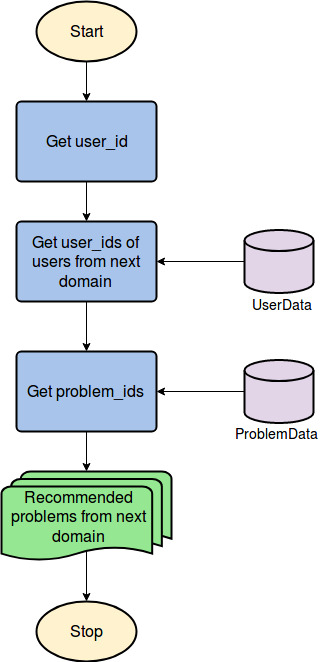 Start
Get user_id
Get user_ids of
users from next
domain
UserData
Get problem_ids
ProblemData
Recommended
problems from next
domain
Stop